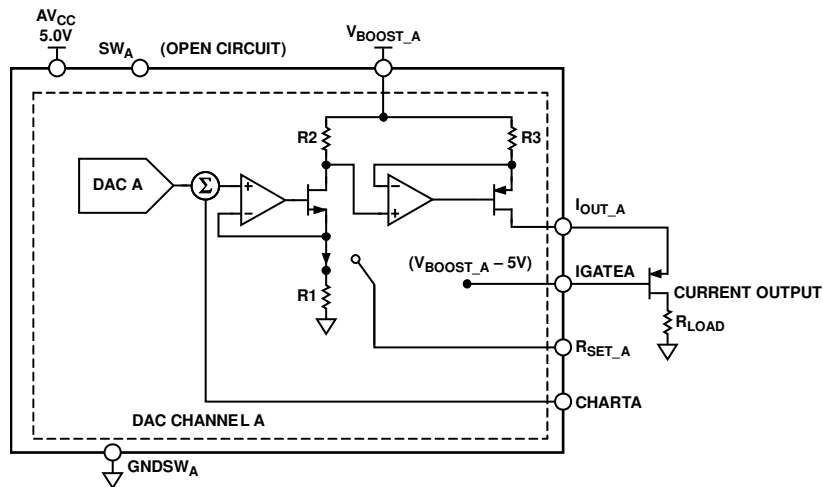 AVCC
5.0V
SWA
(OPEN CIRCUIT)
VBOOST_A
R2
R3
DAC A
Σ
+
−
−
+
IOUT_A
(VBOOST_A – 5V)
IGATEA
CURRENT OUTPUT
R1
RLOAD
RSET_A
CHARTA
DAC CHANNEL A
GNDSWA